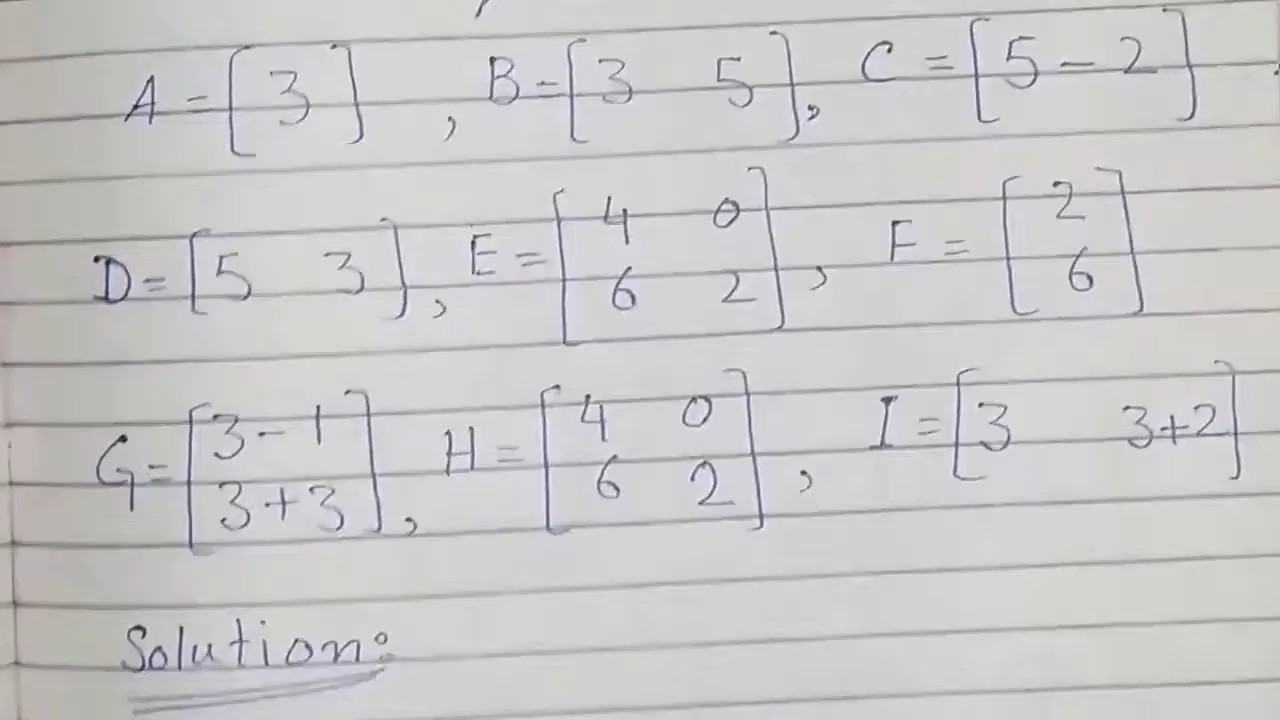 A = [3] , B = [3 5] , C = [5 - 2]
D = [5 3] , E = [4 0
6 2] , F = [2
6]
G = [3 - 1
3 + 3] , H = [4 0
6 2] , I = [3 3+2]
Solution: